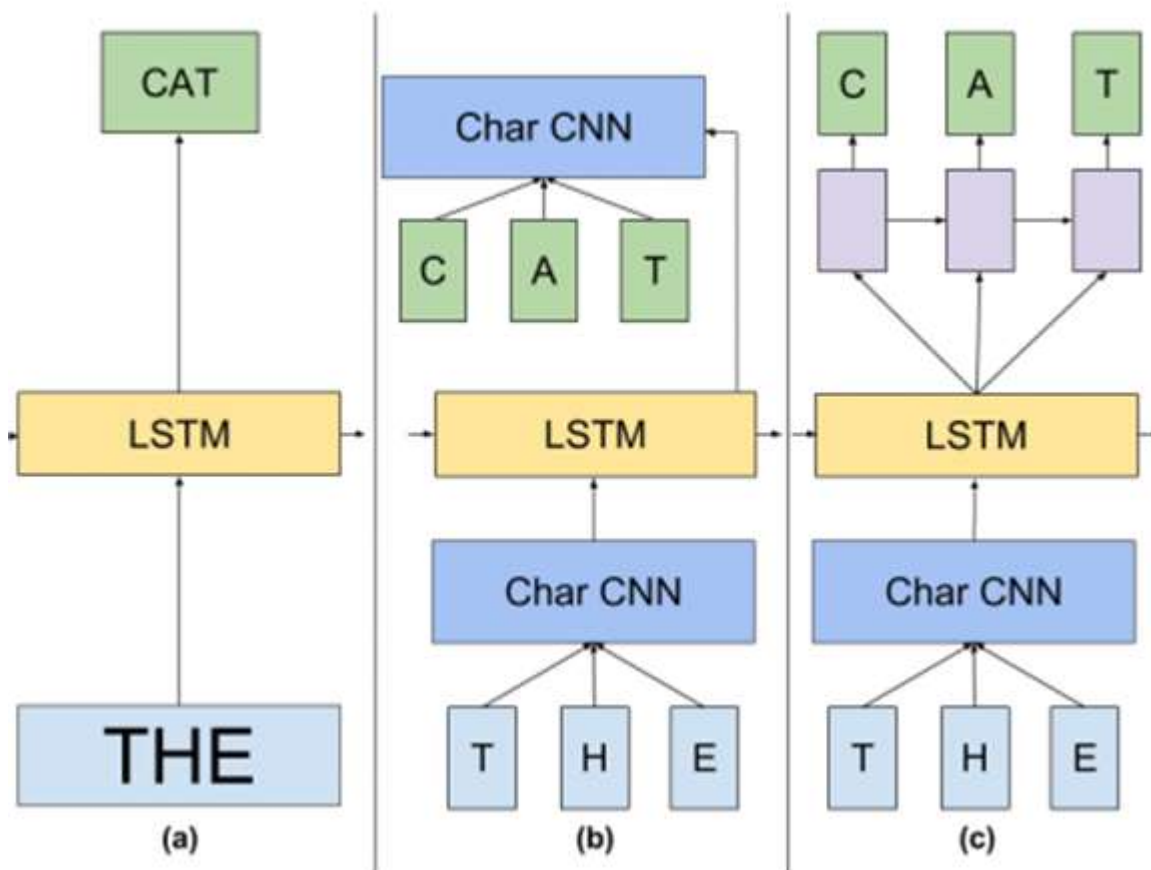 CAT
LSTM
THE
(a)
Char CNN
C A T
LSTM
Char CNN
T H E
(b)
C A T
LSTM
Char CNN
T H E
(c)